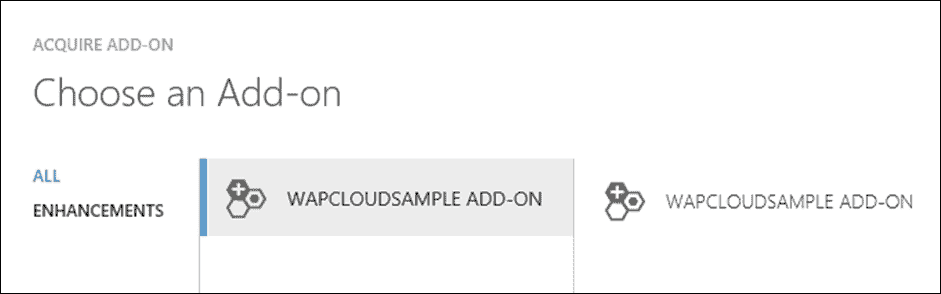 ACQUIRE ADD-ON
Choose an Add-on
ALL
ENHANCEMENTS
WAPCLOUDSAMPLE ADD-ON
WAPCLOUDSAMPLE ADD-ON